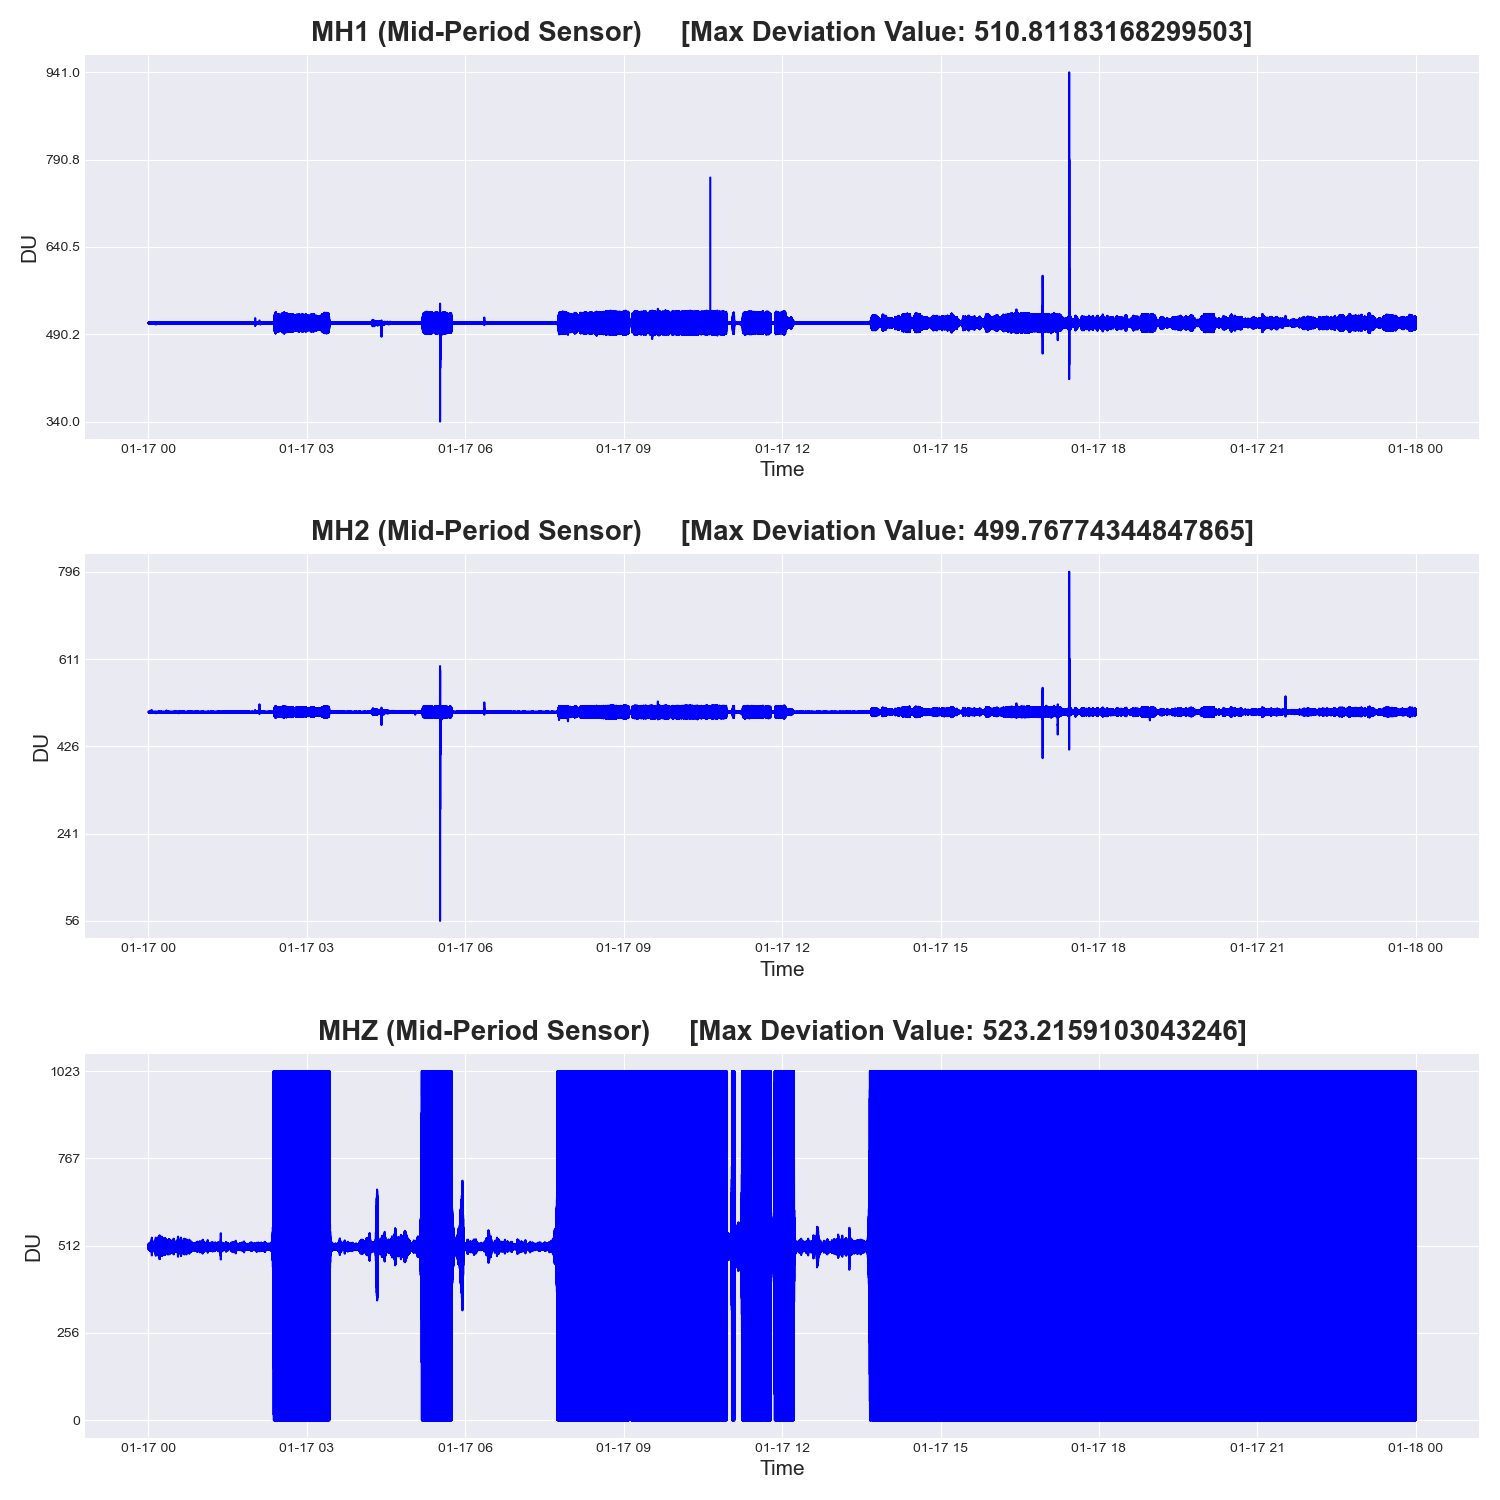 MH1 (Mid-Period Sensor) [Max Deviation Value: 510.81183168299503]
941.0
790.8
640.5
490.2
340.0
DU
01-17 00 01-17 03 01-17 06 01-17 09 01-17 12 01-17 15 01-17 18 01-17 21 01-18 00
Time
MH2 (Mid-Period Sensor) [Max Deviation Value: 499.76774344847865]
796
611
426
241
56
DU
01-17 00 01-17 03 01-17 06 01-17 09 01-17 12 01-17 15 01-17 18 01-17 21 01-18 00
Time
MHZ (Mid-Period Sensor) [Max Deviation Value: 523.2159103043246]
1023
767
512
256
0
DU
01-17 00 01-17 03 01-17 06 01-17 09 01-17 12 01-17 15 01-17 18 01-17 21 01-18 00
Time